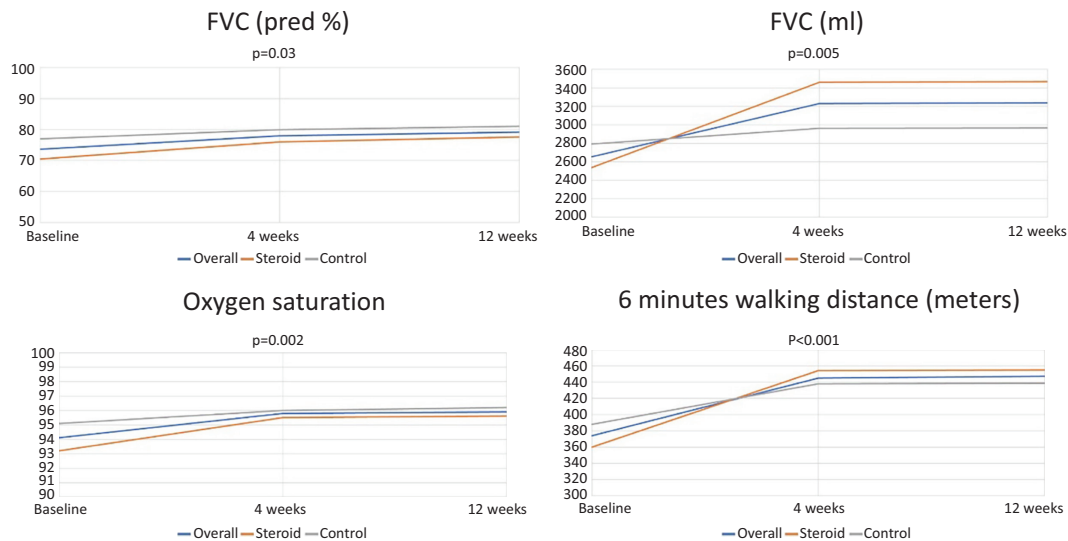 FVC (pred %)
p=0.03
100
90
80
70
60
50
Baseline
4 weeks
12 weeks
Overall Steroid Control
FVC (ml)
p=0.005
3600
3400
3200
3000
2800
2600
2400
2200
2000
Baseline
4 weeks
12 weeks
Overall Steroid Control
Oxygen saturation
p=0.002
100
99
98
97
96
95
94
93
92
91
90
Baseline
4 weeks
12 weeks
Overall Steroid Control
6 minutes walking distance (meters)
P<0.001
480
460
440
420
400
380
360
340
320
300
Baseline
4 weeks
12 weeks
Overall Steroid Control